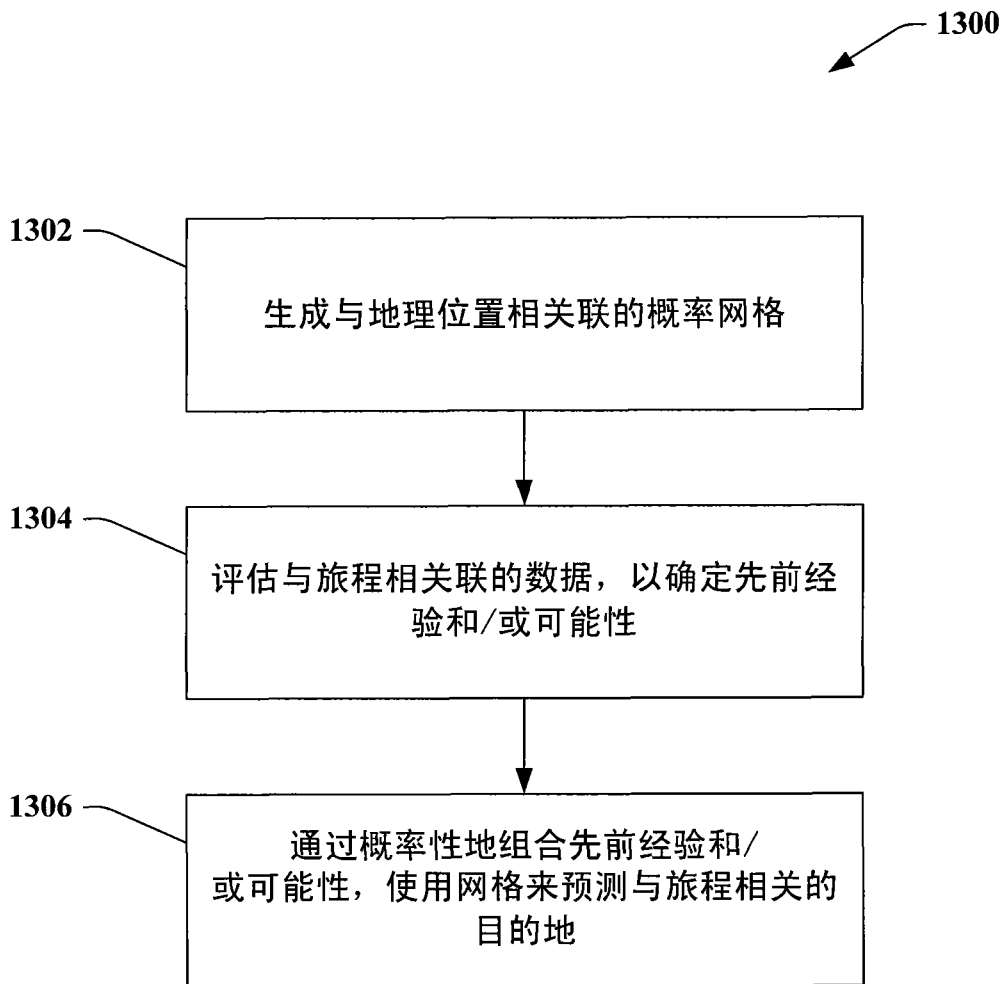 1300
1302
生成与地理位置相关联的概率网格
1304
评估与旅程相关联的数据，以确定先前经
验和/或可能性
1306
通过概率性地组合先前经验和/
或可能性，使用网格来预测与旅程相关的
目的地